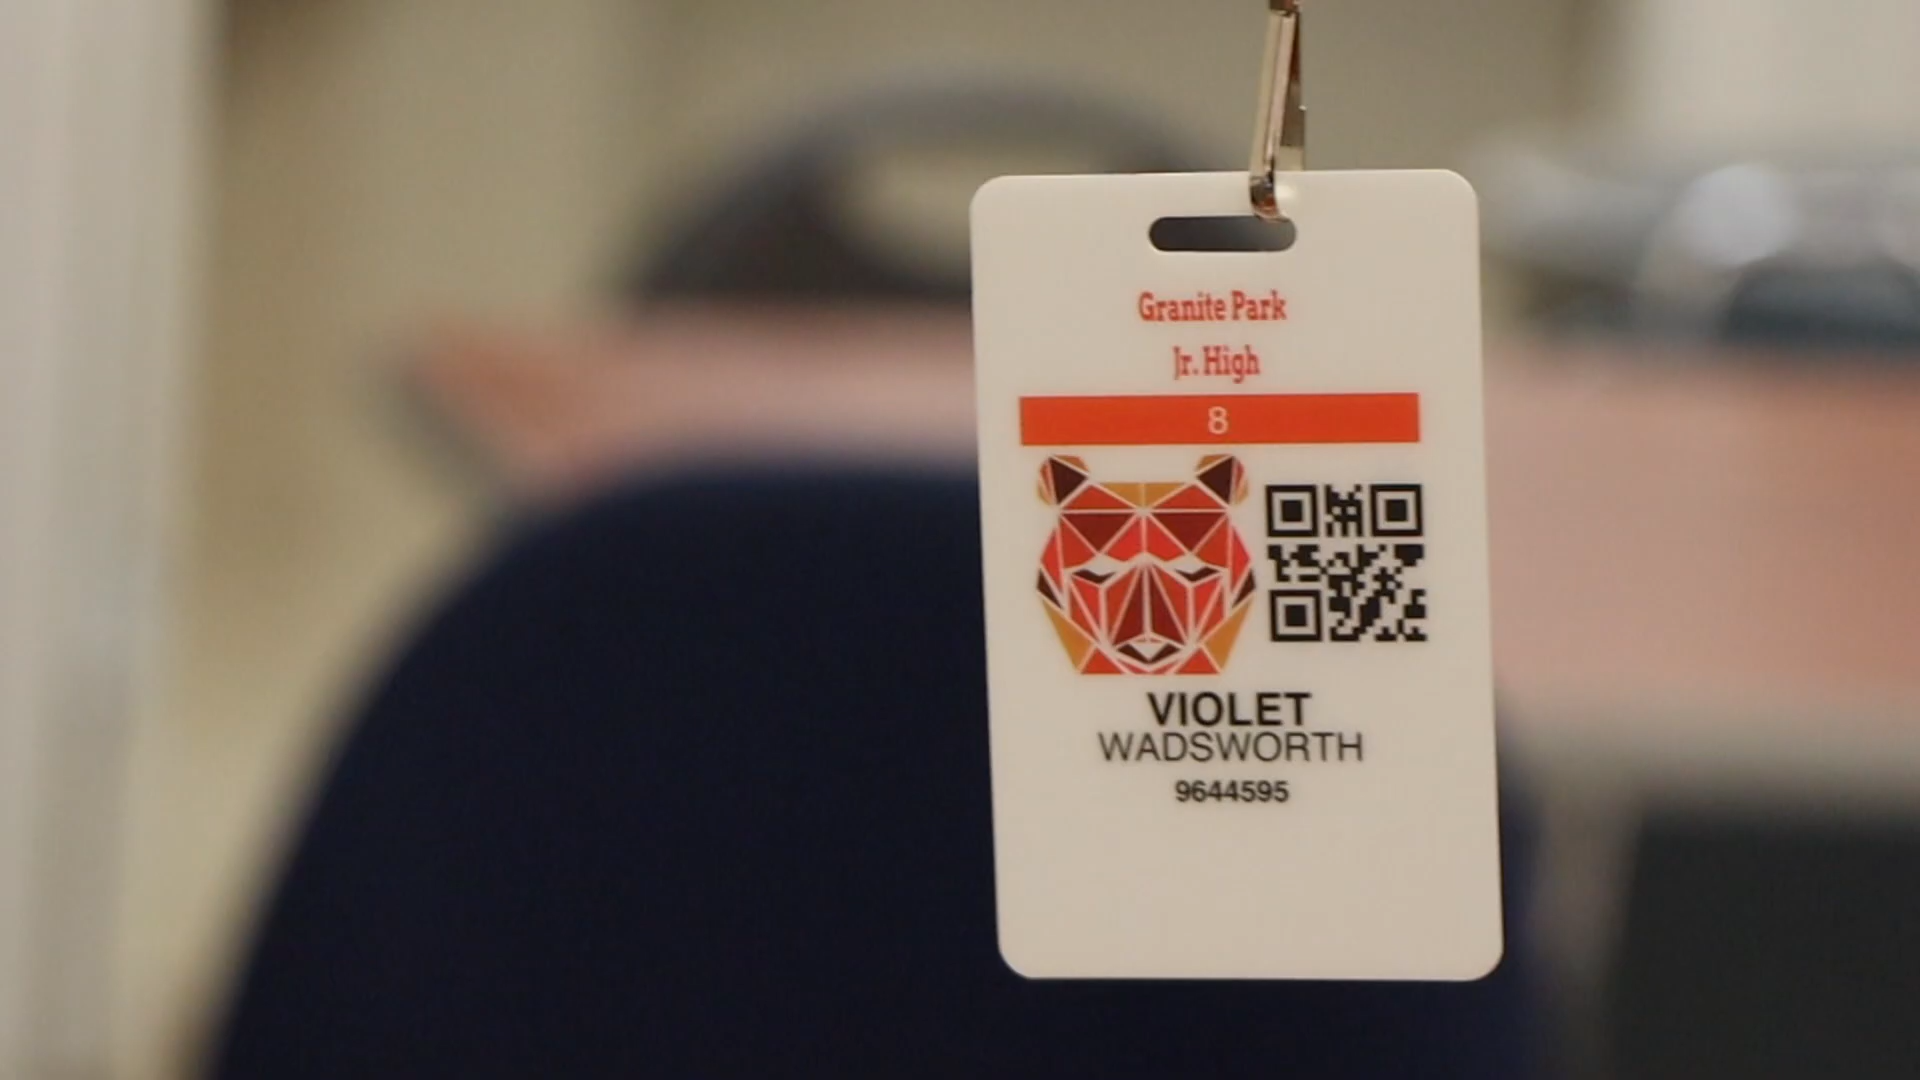 Granite Park
Jr. High
8
VIOLET
WADSWORTH
9644595